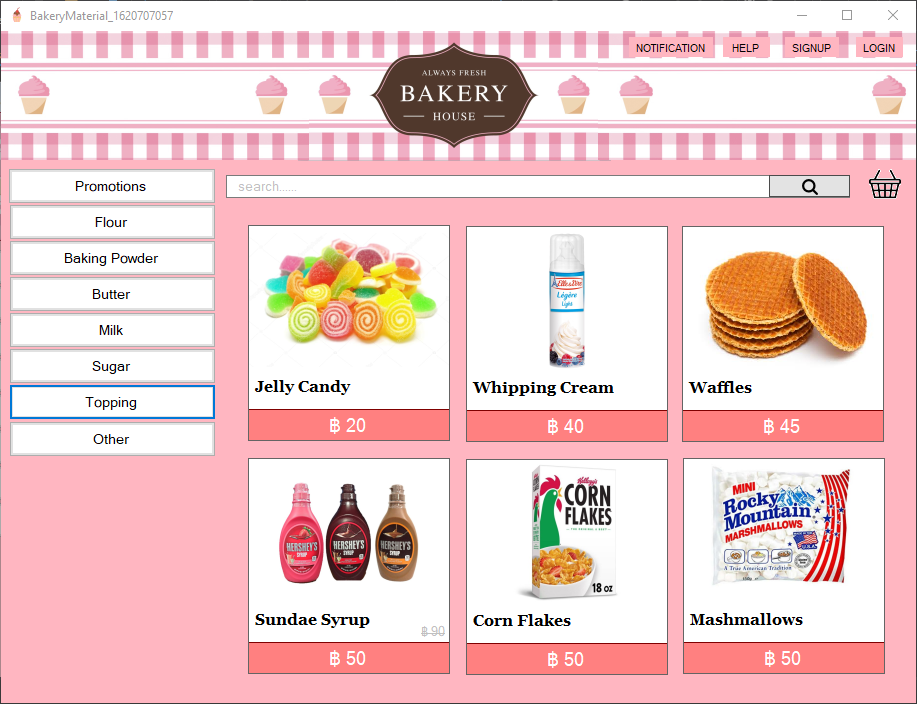 BakeryMaterial_1620707057
NOTIFICATION HELP SIGNUP LOGIN
ALWAYS FRESH
BAKERY
HOUSE
search......
Promotions
Flour
Baking Powder
Butter
Milk
Sugar
Topping
Other
Elle&Vire
Légère
Light
Jelly Candy
Whipping Cream
Waffles
฿ 20
฿ 40
฿ 45
HERSHEY'S
SYRUP
HERSHEY'S
SYRUP
HERSHEY'S
SYRUP
Kellogg's
CORN
FLAKES
18 oz
MINI
Rocky
Mountain
MARSHMALLOWS
A True American Tradition
150g
Sundae Syrup
฿ 90
Corn Flakes
Mashmallows
฿ 50
฿ 50
฿ 50